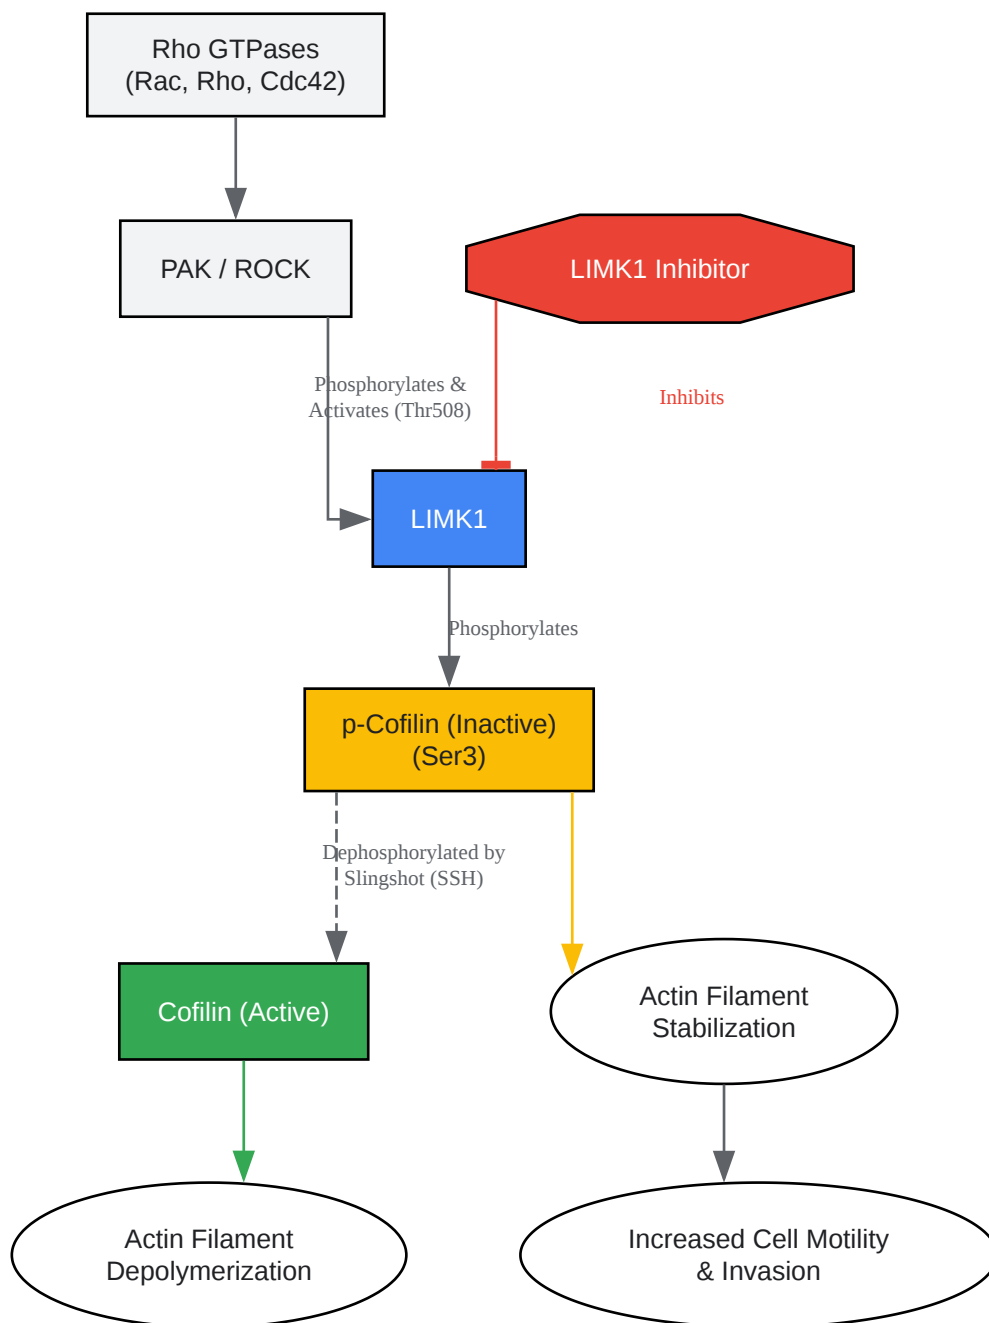 Rho GTPases
(Rac, Rho, Cdc42)
PAK / ROCK
LIMK1 Inhibitor
Phosphorylates &
Activates (Thr508)
Inhibits
LIMK1
Phosphorylates
p-Cofilin (Inactive)
(Ser3)
Dephosphorylated by
Slingshot (SSH)
Cofilin (Active)
Actin Filament
Stabilization
Actin Filament
Depolymerization
Increased Cell Motility
& Invasion